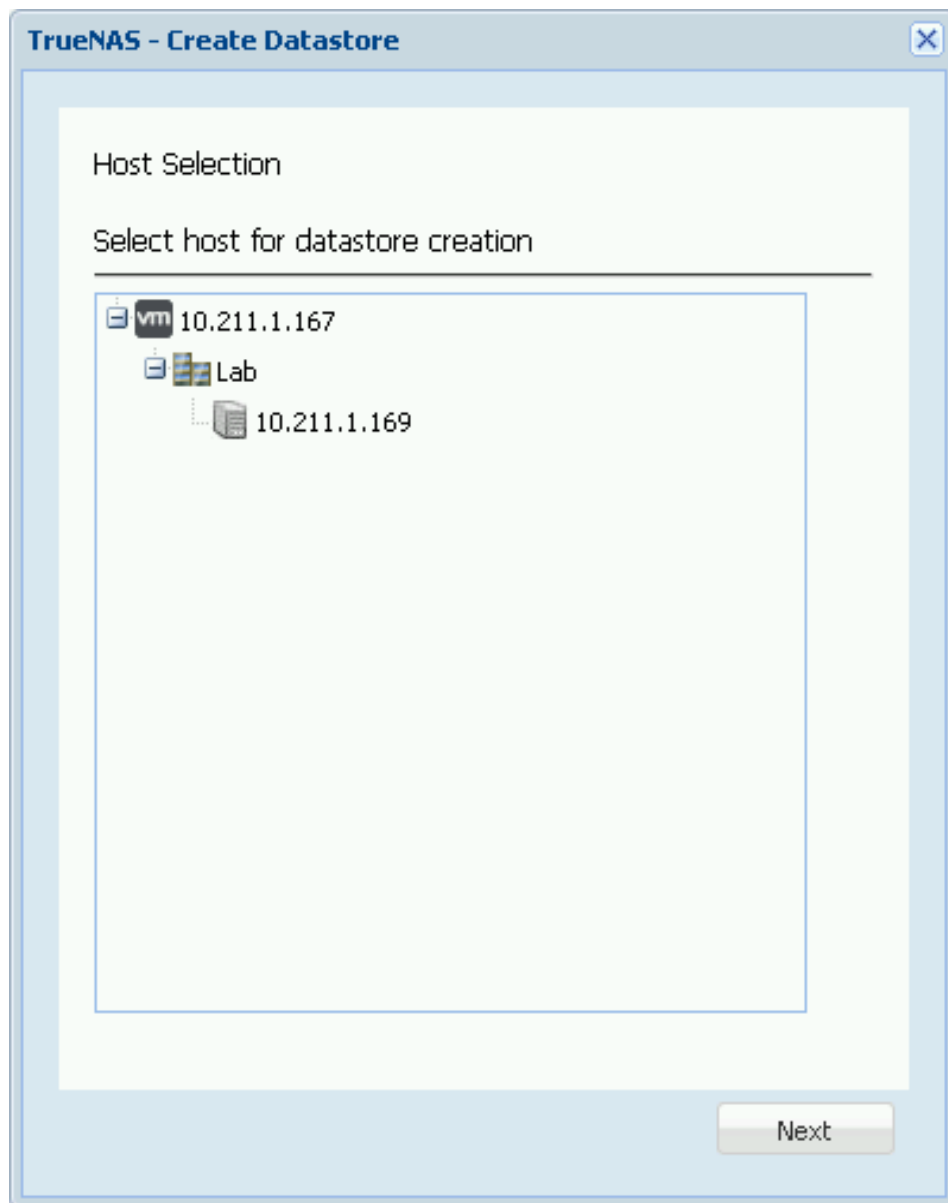 TrueNAS - Create Datastore
Host Selection
Select host for datastore creation
vm 10.211.1.167
Lab
10.211.1.169
Next